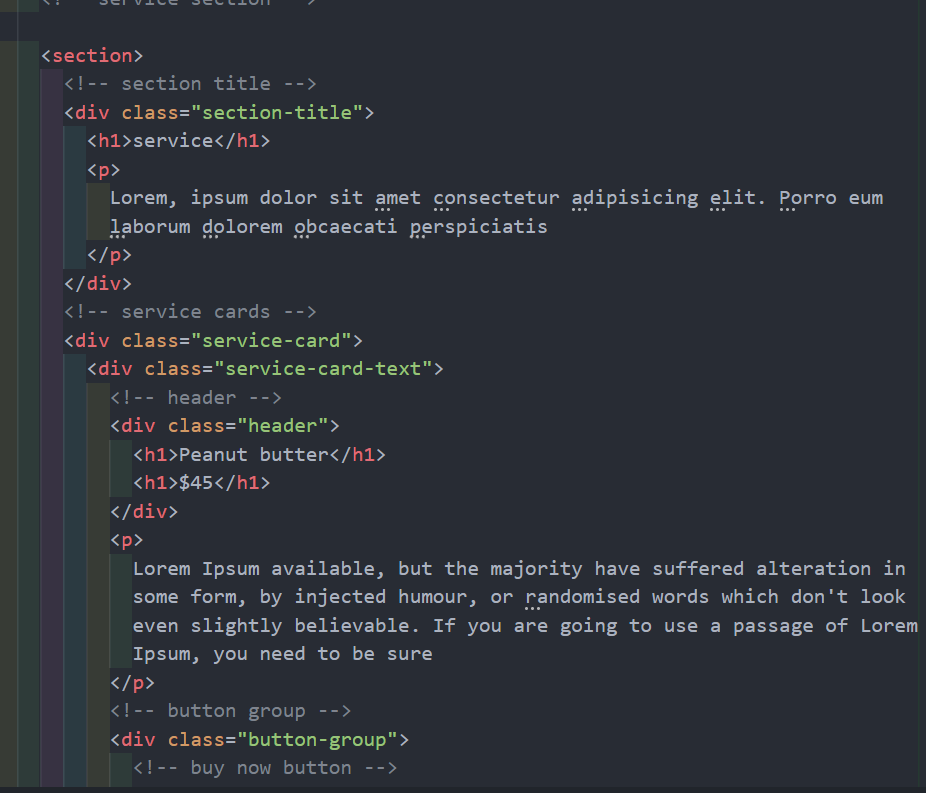 <!-- service section -->
<section>
<!-- section title -->
<div class="section-title">
<h1>service</h1>
<p>
Lorem, ipsum dolor sit amet consectetur adipisicing elit. Porro eum
laborum dolorem obcaecati perspiciatis
</p>
</div>
<!-- service cards -->
<div class="service-card">
<div class="service-card-text">
<!-- header -->
<div class="header">
<h1>Peanut butter</h1>
<h1>$45</h1>
</div>
<p>
Lorem Ipsum available, but the majority have suffered alteration in
some form, by injected humour, or randomised words which don't look
even slightly believable. If you are going to use a passage of Lorem
Ipsum, you need to be sure
</p>
<!-- button group -->
<div class="button-group">
<!-- buy now button -->